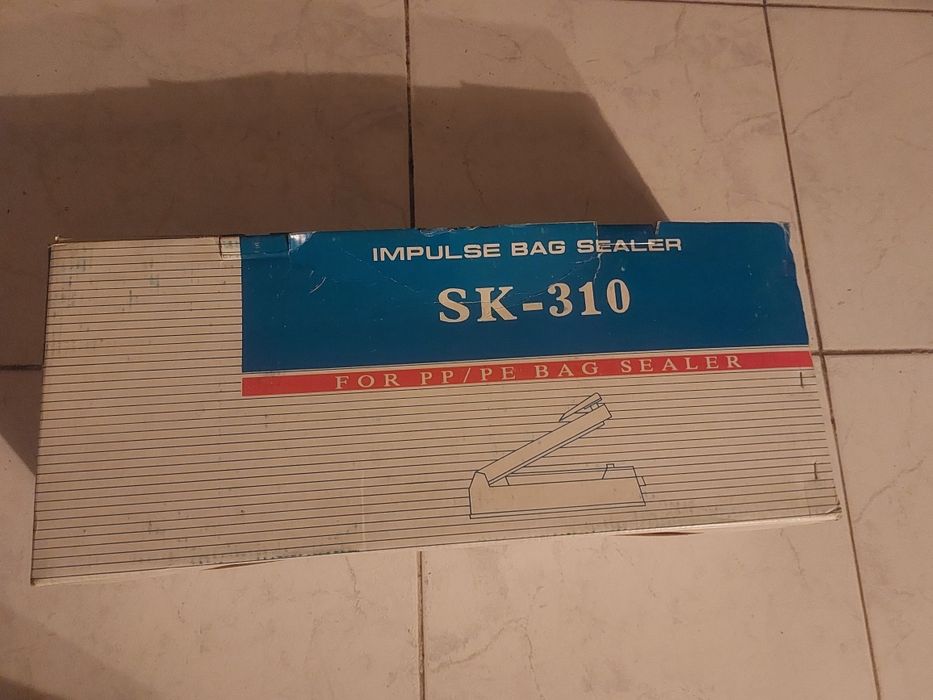 IMPULSE BAG SEALER
SK-310
FOR PP/PE BAG SEALER